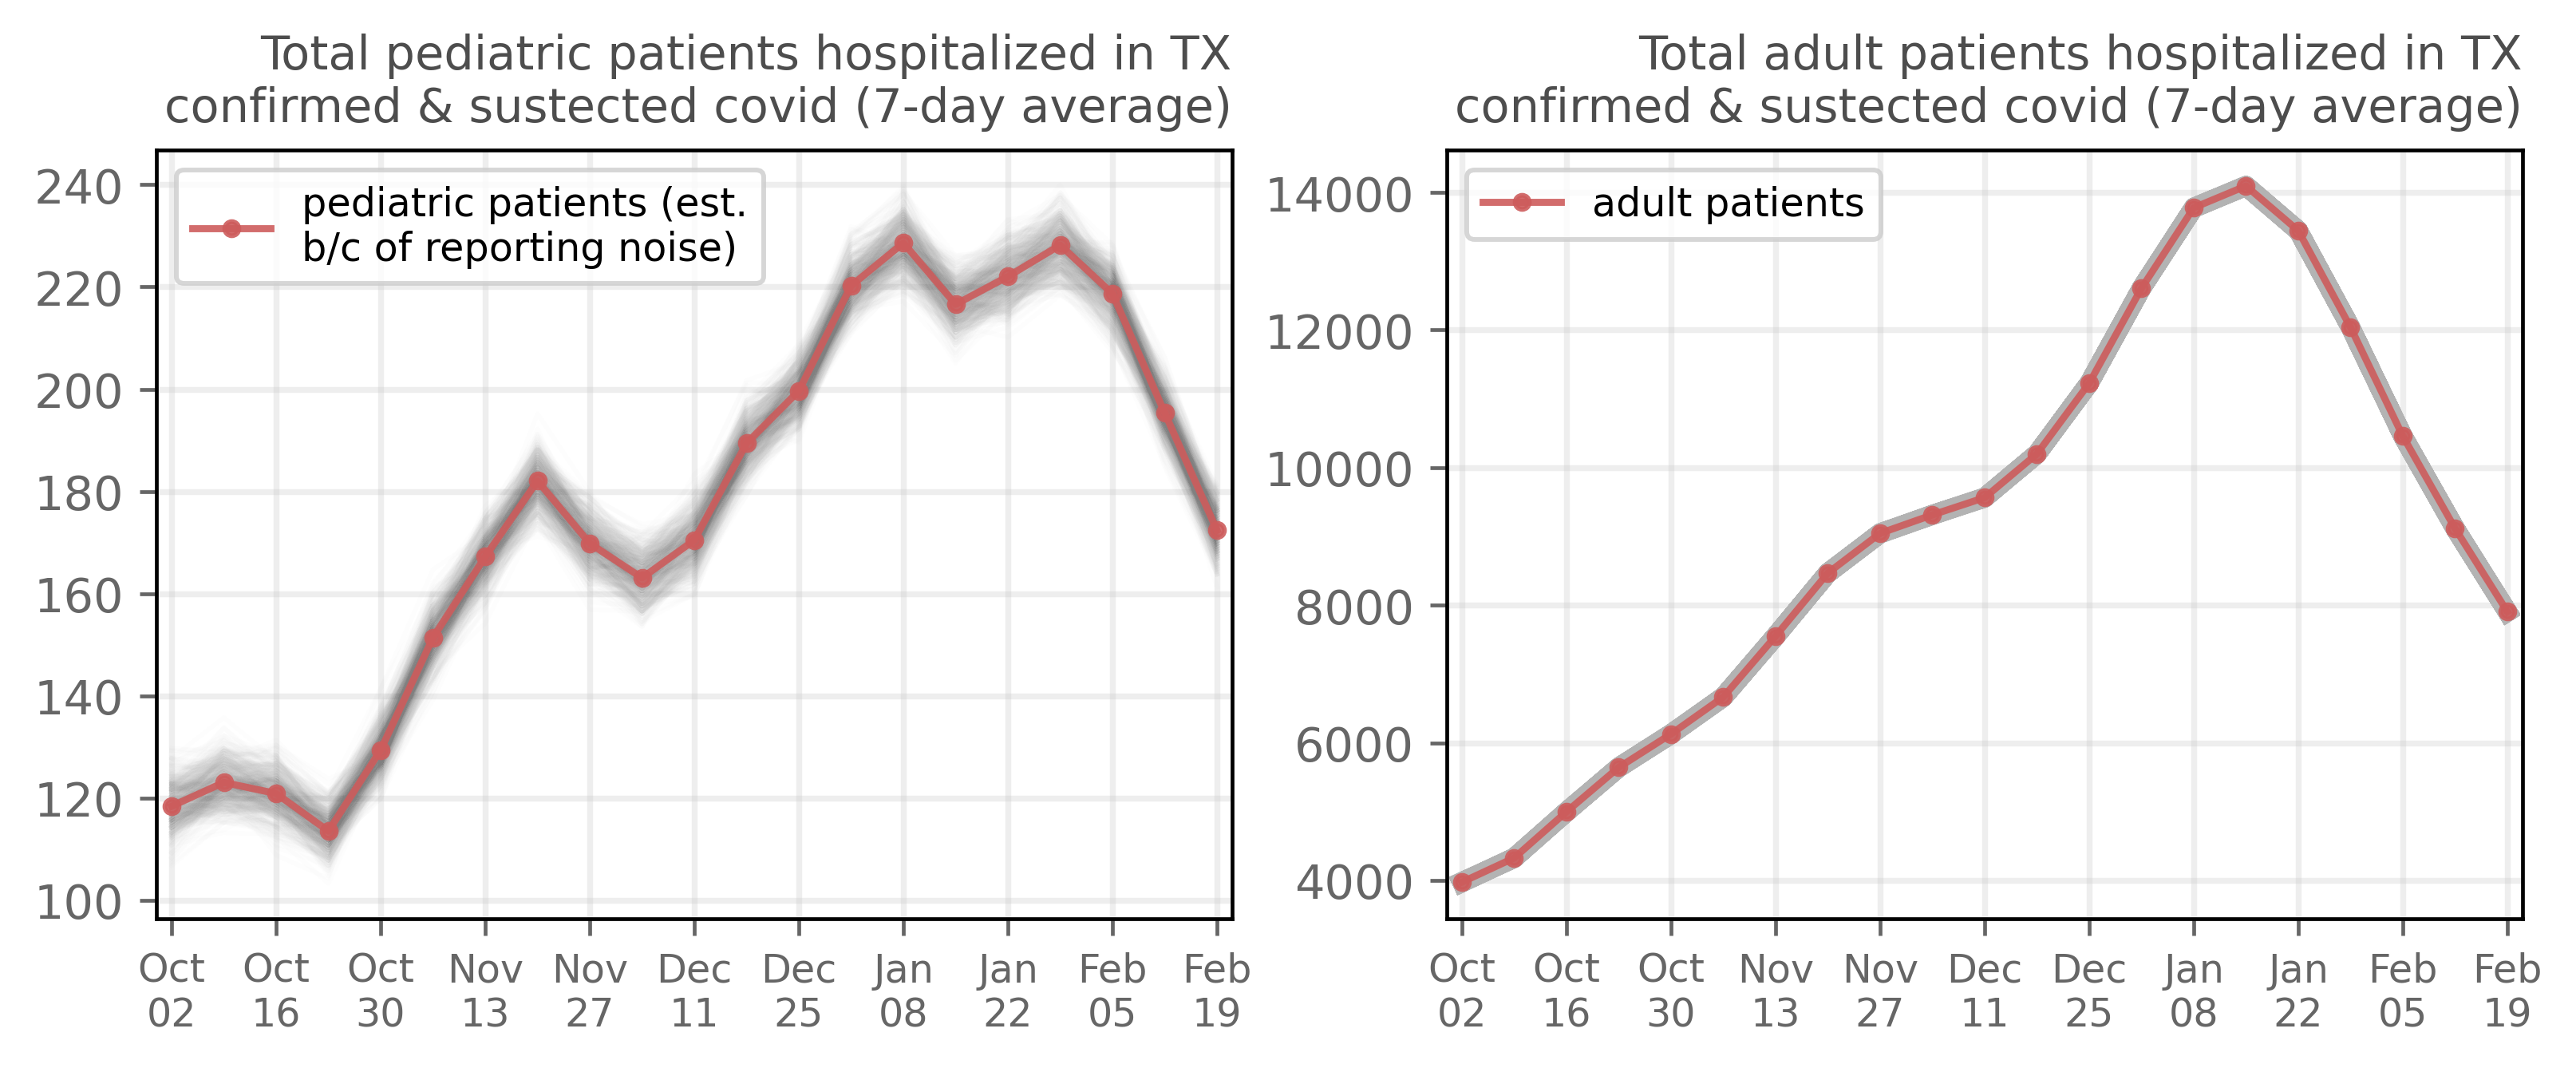 Total pediatric patients hospitalized in TX
confirmed & sustected covid (7-day average)
240
220
200
180
160
140
120
100
pediatric patients (est.
b/c of reporting noise)
Oct Oct Oct Nov Nov Dec Dec Jan Jan Feb Feb
02 16 30 13 27 11 25 08 22 05 19
Total adult patients hospitalized in TX
confirmed & sustected covid (7-day average)
14000
12000
10000
8000
6000
4000
adult patients
Oct Oct Oct Nov Nov Dec Dec Jan Jan Feb Feb
02 16 30 13 27 11 25 08 22 05 19